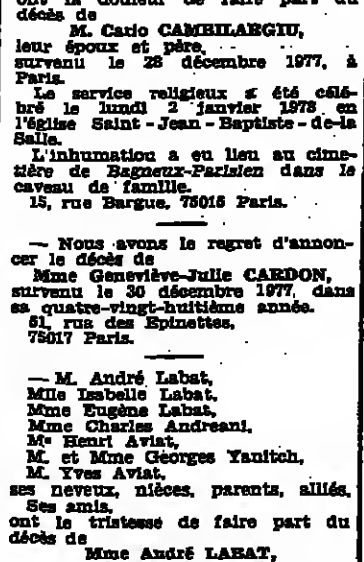 ont la douleur de faire part du
décès de
M. Carlo CAMBILARGIU,
leur époux et père,
survenu le 28 décembre 1977, à
Paris.
Le service religieux a été célé-
bré le lundi 2 janvier 1978 en
l'église Saint-Jean-Baptiste-de-la
Salle.
L'inhumation a eu lieu au cime-
tière de Bagneux-Parisien dans le
caveau de famille.
15, rue Bargue, 75015 Paris.
— Nous avons le regret d'annon-
cer le décès de
Mme Geneviève-Julie CARDON,
survenu le 30 décembre 1977, dans
sa quatre-vingt-huitième année.
51, rue des Epinettes,
75017 Paris.
— M. André Labat,
Mlle Isabelle Labat,
Mme Eugène Labat,
Mme Charles Andreani,
Me Henri Aviat,
M. et Mme Georges Yanitch,
M. Yves Aviat,
ses neveux, nièces, parents, alliés,
Ses amis,
ont la tristesse de faire part du
décès de
Mme André LABAT,